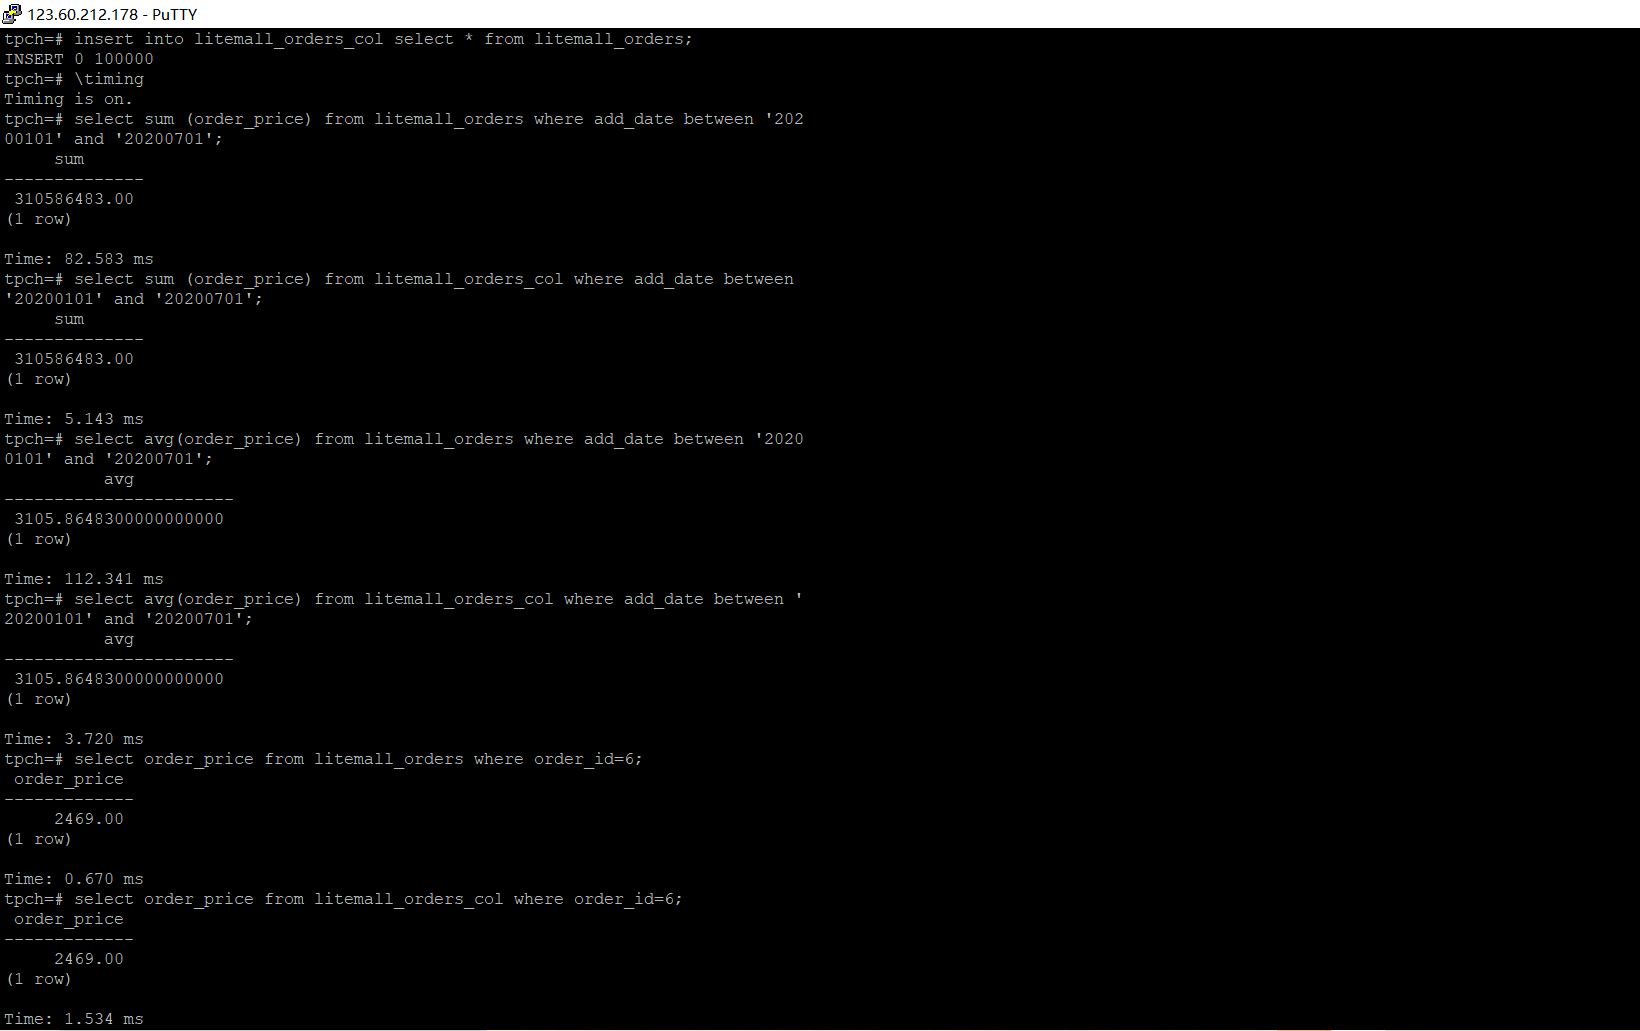 123.60.212.178 - PuTTY
tpch=# insert into litemall_orders_col select * from litemall_orders;
INSERT 0 100000
tpch=# \timing
Timing is on.
tpch=# select sum (order_price) from litemall_orders where add_date between '202
00101' and '20200701';
     sum
--------------
 310586483.00
(1 row)

Time: 82.583 ms
tpch=# select sum (order_price) from litemall_orders_col where add_date between
'20200101' and '20200701';
     sum
--------------
 310586483.00
(1 row)

Time: 5.143 ms
tpch=# select avg(order_price) from litemall_orders where add_date between '2020
0101' and '20200701';
          avg
-----------------------
 3105.8648300000000000
(1 row)

Time: 112.341 ms
tpch=# select avg(order_price) from litemall_orders_col where add_date between '
20200101' and '20200701';
          avg
-----------------------
 3105.8648300000000000
(1 row)

Time: 3.720 ms
tpch=# select order_price from litemall_orders where order_id=6;
 order_price
-------------
     2469.00
(1 row)

Time: 0.670 ms
tpch=# select order_price from litemall_orders_col where order_id=6;
 order_price
-------------
     2469.00
(1 row)

Time: 1.534 ms